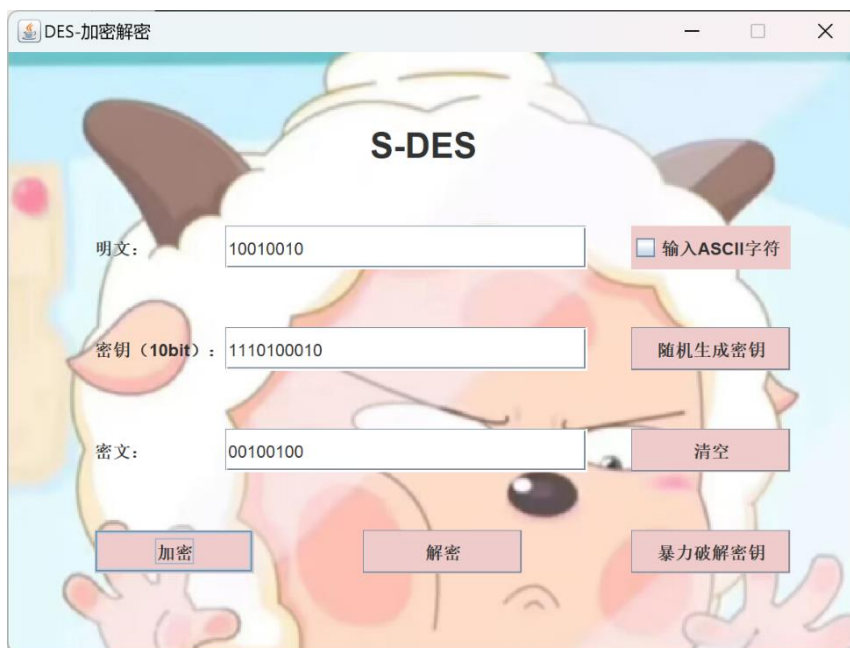 DES-加密解密
S-DES
明文： 10010010 输入ASCII字符
密钥（10bit）： 1110100010 随机生成密钥
密文： 00100100 清空
加密 解密 暴力破解密钥